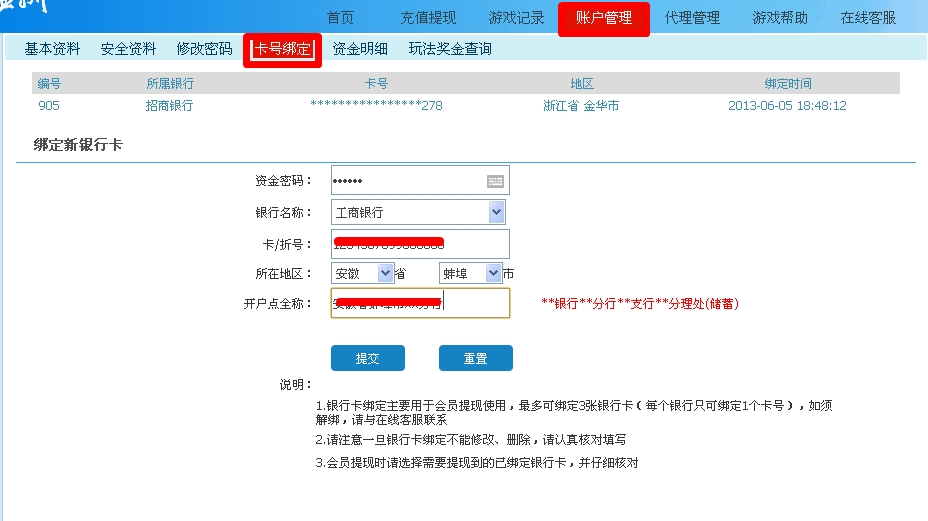 首页 充值提现 游戏记录 账户管理 代理管理 游戏帮助 在线客服
基本资料 安全资料 修改密码 卡号绑定 资金明细 玩法奖金查询
编号 所属银行 卡号 地区 绑定时间
905 招商银行 ****************278 浙江省 金华市 2013-06-05 18:48:12
绑定新银行卡
资金密码： ••••••
银行名称： 工商银行
卡/折号：
所在地区： 安徽 省 蚌埠 市
开户点全称： **银行**分行**支行**分理处(储蓄)
提交 重置
说明：
1.银行卡绑定主要用于会员提现使用，最多可绑定3张银行卡（每个银行只可绑定1个卡号），如须
解绑，请与在线客服联系
2.请注意一旦银行卡绑定不能修改、删除，请认真核对填写
3.会员提现时请选择需要提现到的已绑定银行卡，并仔细核对